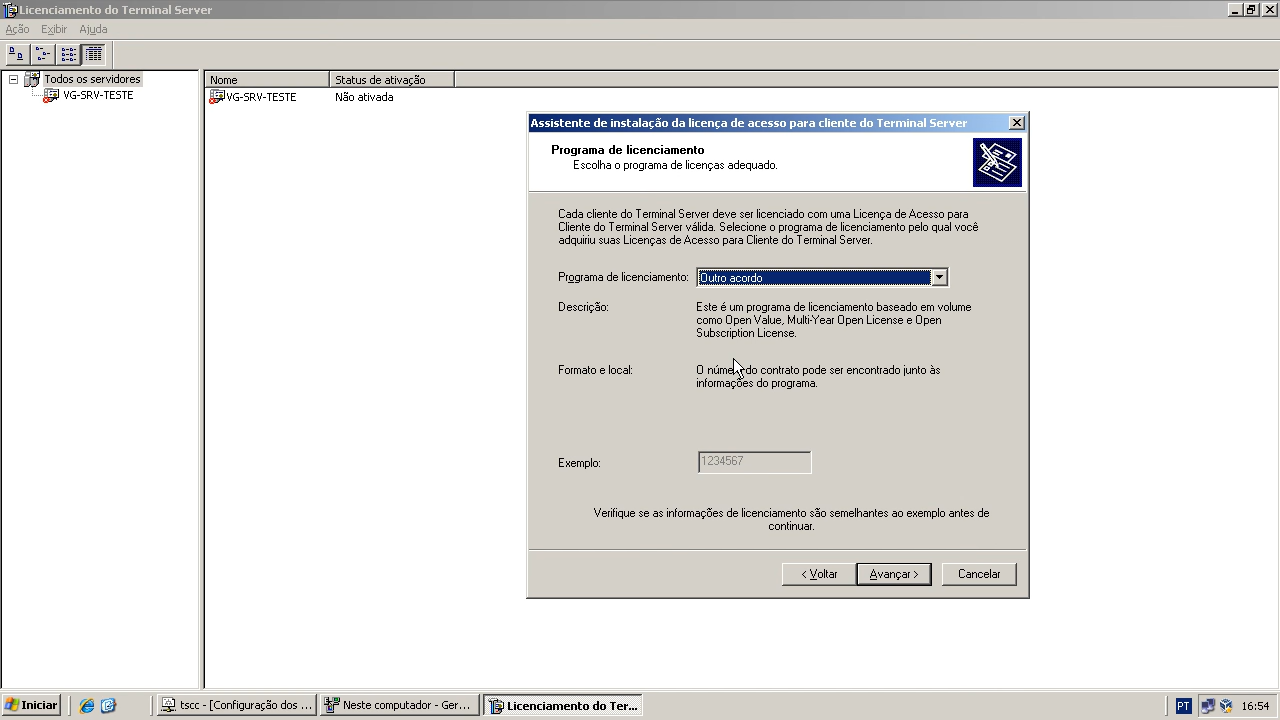 Licenciamento do Terminal Server
Ação Exibir Ajuda
Todos os servidores
VG-SRV-TESTE
Nome Status de ativação
VG-SRV-TESTE Não ativada
Assistente de instalação da licença de acesso para cliente do Terminal Server
Programa de licenciamento
Escolha o programa de licenças adequado.
Cada cliente do Terminal Server deve ser licenciado com uma Licença de Acesso para
Cliente do Terminal Server válida. Selecione o programa de licenciamento pelo qual você
adquiriu suas Licenças de Acesso para Cliente do Terminal Server.
Programa de licenciamento: Outro acordo
Descrição: Este é um programa de licenciamento baseado em volume
como Open Value, Multi-Year Open License e Open
Subscription License.
Formato e local: O número do contrato pode ser encontrado junto às
informações do programa.
Exemplo: 1234567
Verifique se as informações de licenciamento são semelhantes ao exemplo antes de
continuar.
< Voltar Avançar > Cancelar
Iniciar tscc - [Configuração dos ... Neste computador - Ger... Licenciamento do Ter... PT 16:54